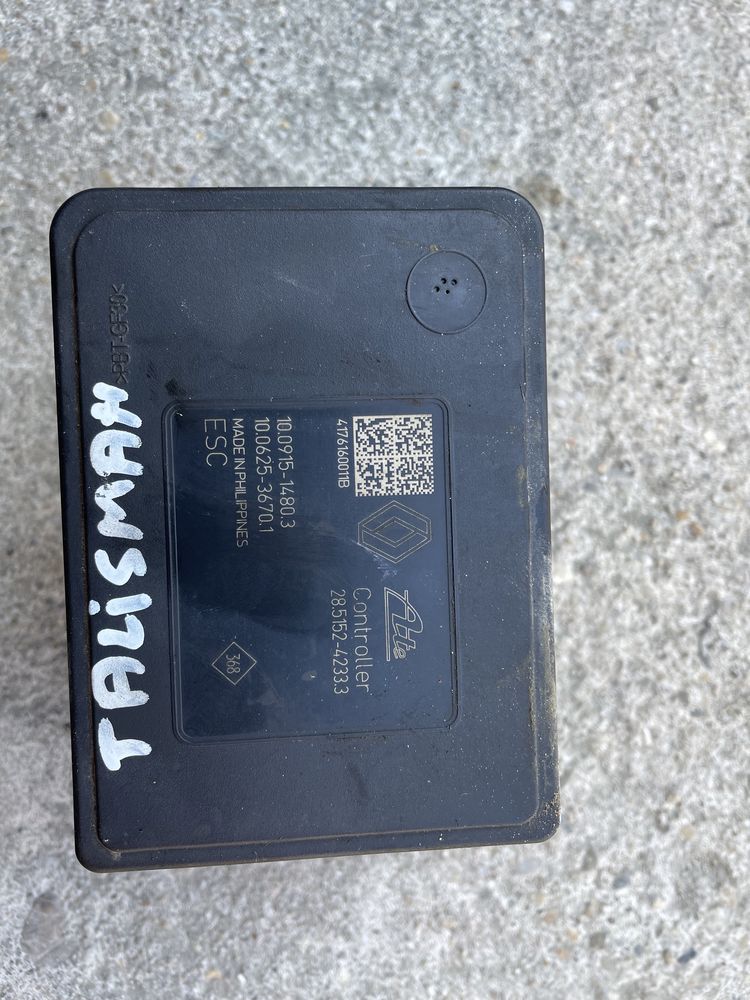 >PBT-GF30<
TALiSMAN
4176160011B
10.0915-1480.3
10.0625-3670.1
MADE IN PHILIPPINES
ESC
Ate
Controller
28.5152-4233.3
368